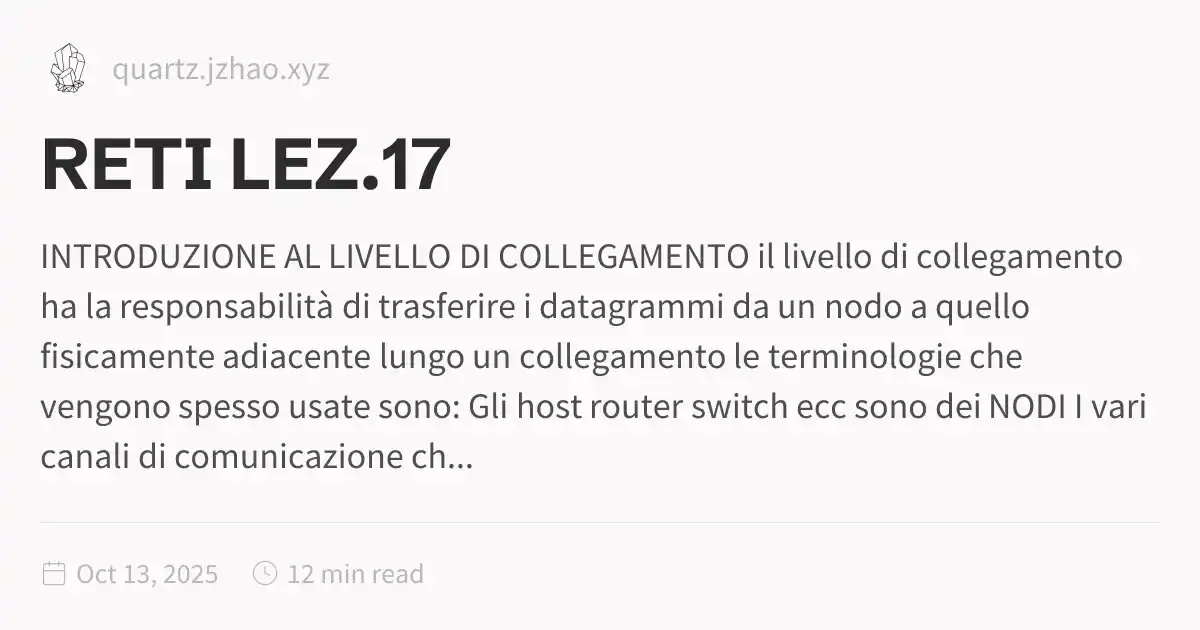 quartz.jzhao.xyz
RETI LEZ.17
INTRODUZIONE AL LIVELLO DI COLLEGAMENTO il livello di collegamento
ha la responsabilità di trasferire i datagrammi da un nodo a quello
fisicamente adiacente lungo un collegamento le terminologie che
vengono spesso usate sono: Gli host router switch ecc sono dei NODI I vari
canali di comunicazione ch...
Oct 13, 2025 12 min read